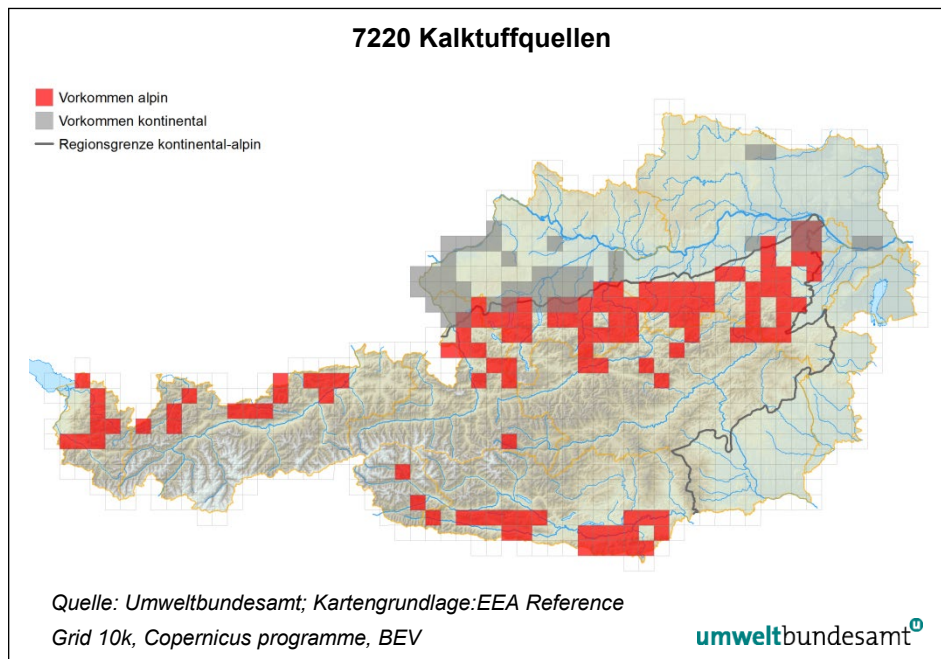 7220 Kalktuffquellen
Vorkommen alpin
Vorkommen kontinental
Regionsgrenze kontinental-alpin
Quelle: Umweltbundesamt; Kartengrundlage:EEA Reference
Grid 10k, Copernicus programme, BEV
umweltbundesamt u